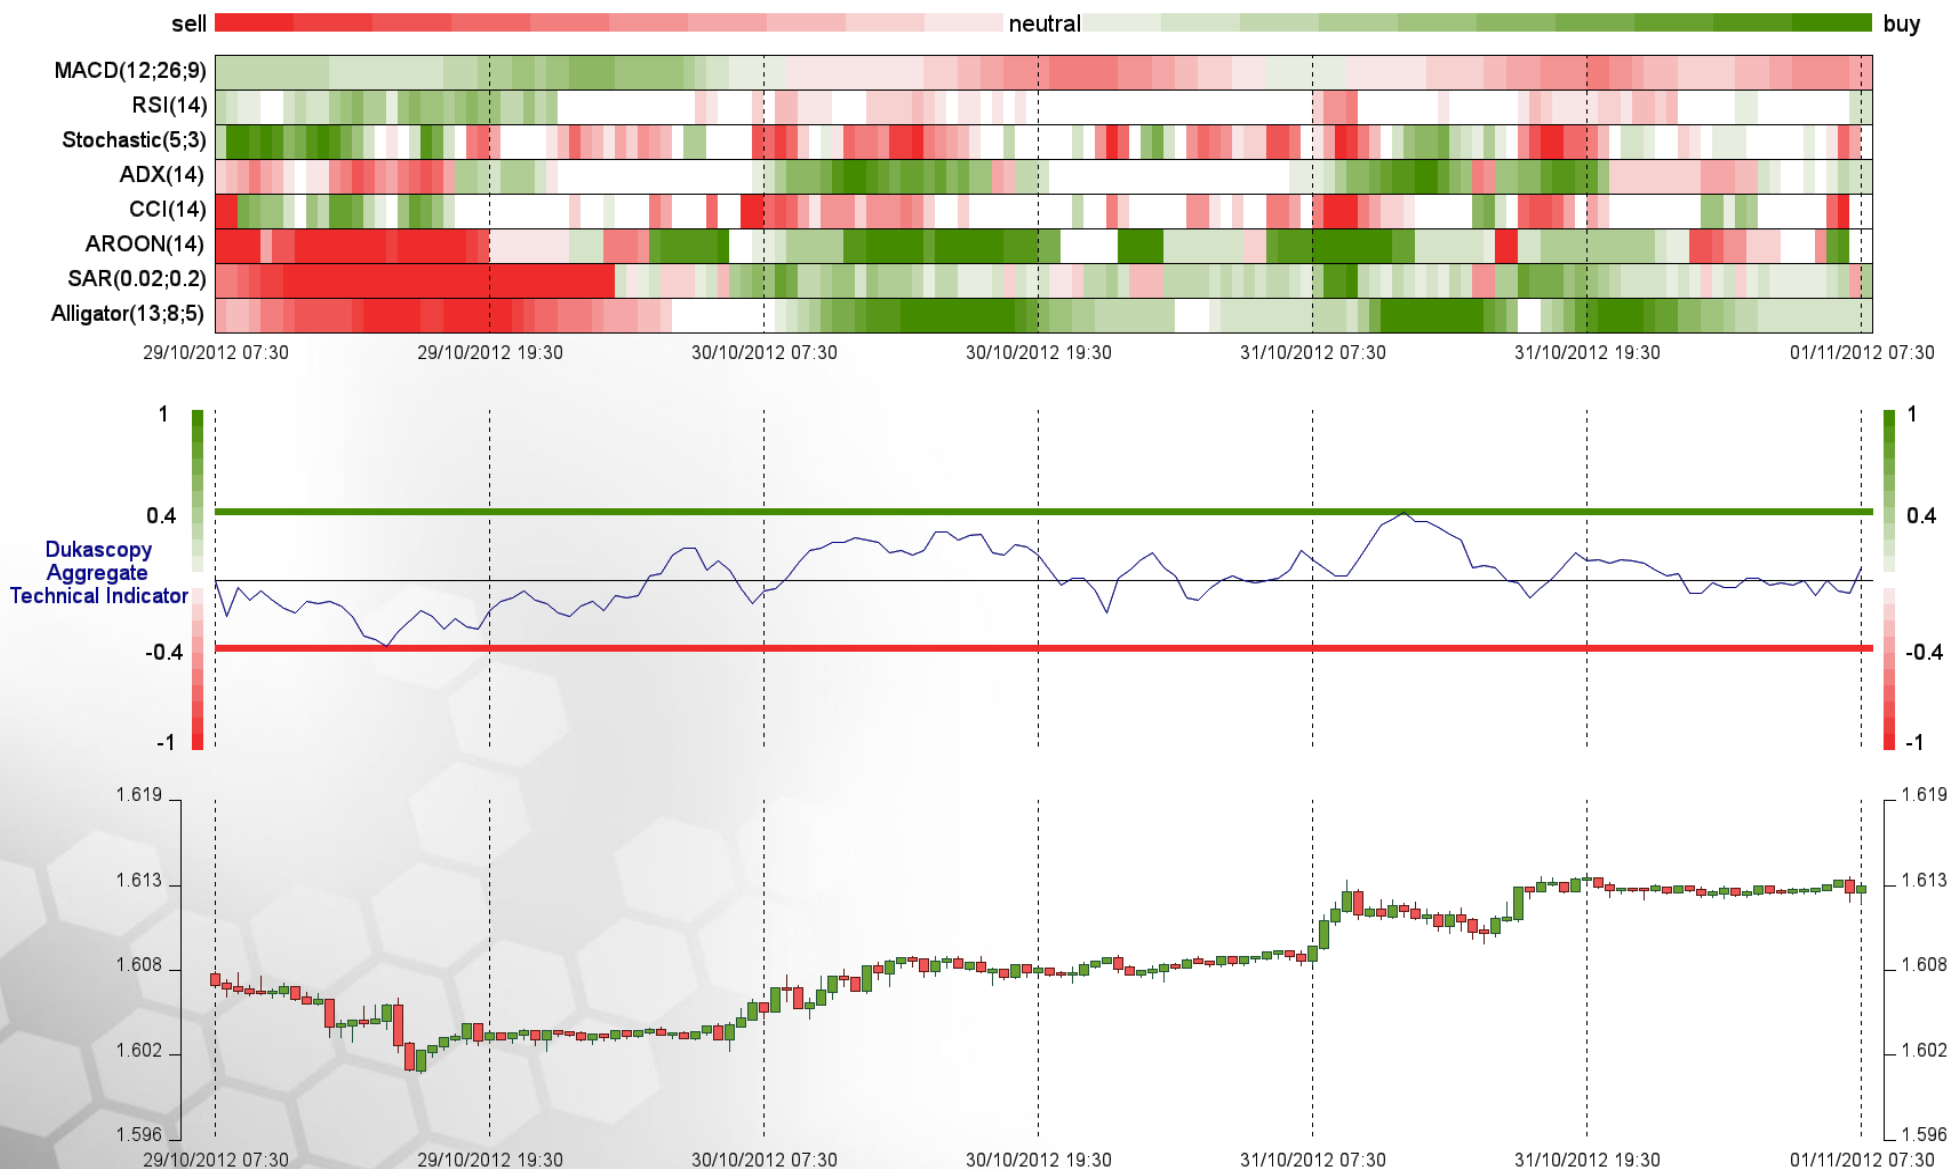 sell neutral buy
MACD(12;26;9)
RSI(14)
Stochastic(5;3)
ADX(14)
CCI(14)
AROON(14)
SAR(0.02;0.2)
Alligator(13;8;5)
29/10/2012 07:30 29/10/2012 19:30 30/10/2012 07:30 30/10/2012 19:30 31/10/2012 07:30 31/10/2012 19:30 01/11/2012 07:30
1 1
0.4 0.4
Dukascopy
Aggregate
Technical Indicator
-0.4 -0.4
-1 -1
1.619 1.619
1.613 1.613
1.608 1.608
1.602 1.602
1.596 1.596
29/10/2012 07:30 29/10/2012 19:30 30/10/2012 07:30 30/10/2012 19:30 31/10/2012 07:30 31/10/2012 19:30 01/11/2012 07:30